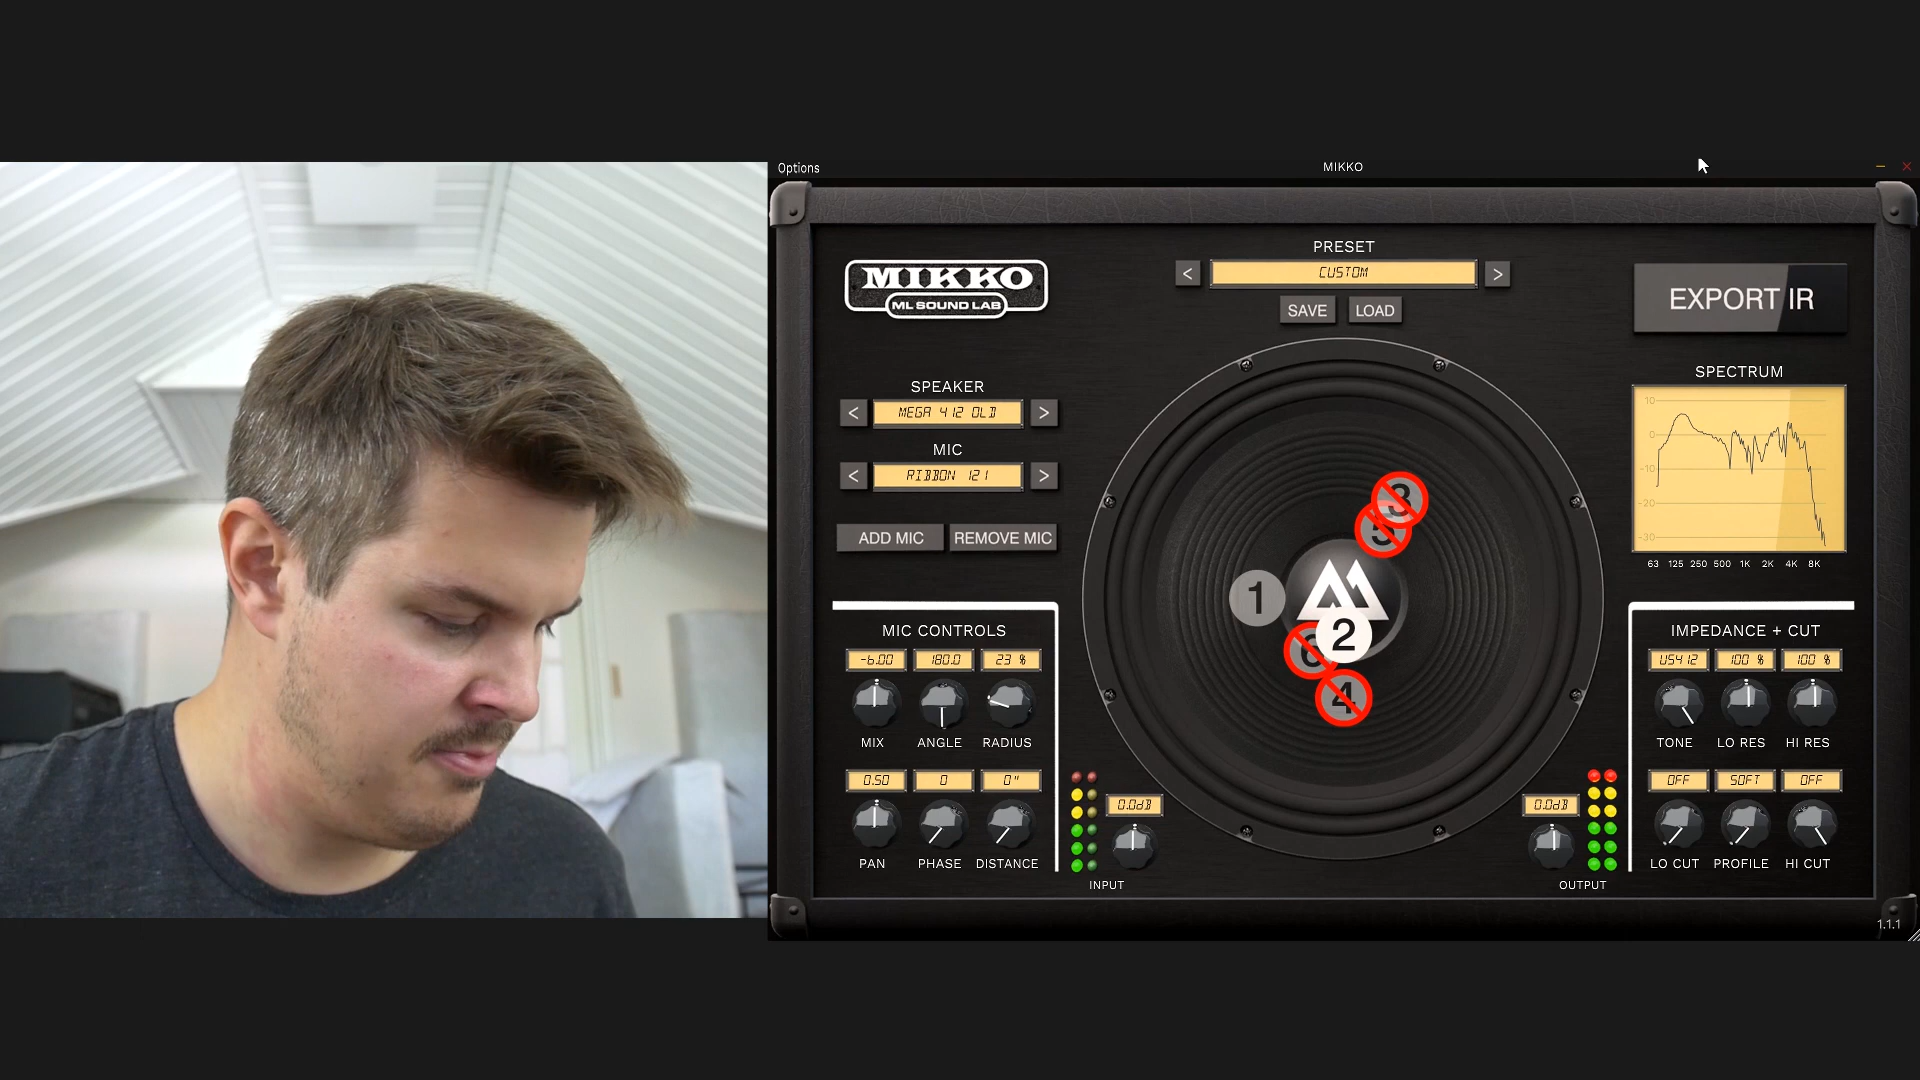 Options
MIKKO
PRESET
<
CUSTOM
>
SAVE
LOAD
MIKKO
ML SOUND LAB
EXPORT IR
SPEAKER
<
MEGA 412 OLD
>
MIC
<
RIBBON 121
>
ADD MIC
REMOVE MIC
SPECTRUM
10
0
-10
-20
-30
63 125 250 500 1K 2K 4K 8K
3
5
1
2
6
4
MIC CONTROLS
-6.00 180.0 23 %
MIX ANGLE RADIUS
0.50 0 0"
PAN PHASE DISTANCE
0.0dB
INPUT
0.0dB
OUTPUT
IMPEDANCE + CUT
US412 100 % 100 %
TONE LO RES HI RES
OFF SOFT OFF
LO CUT PROFILE HI CUT
1.1.1